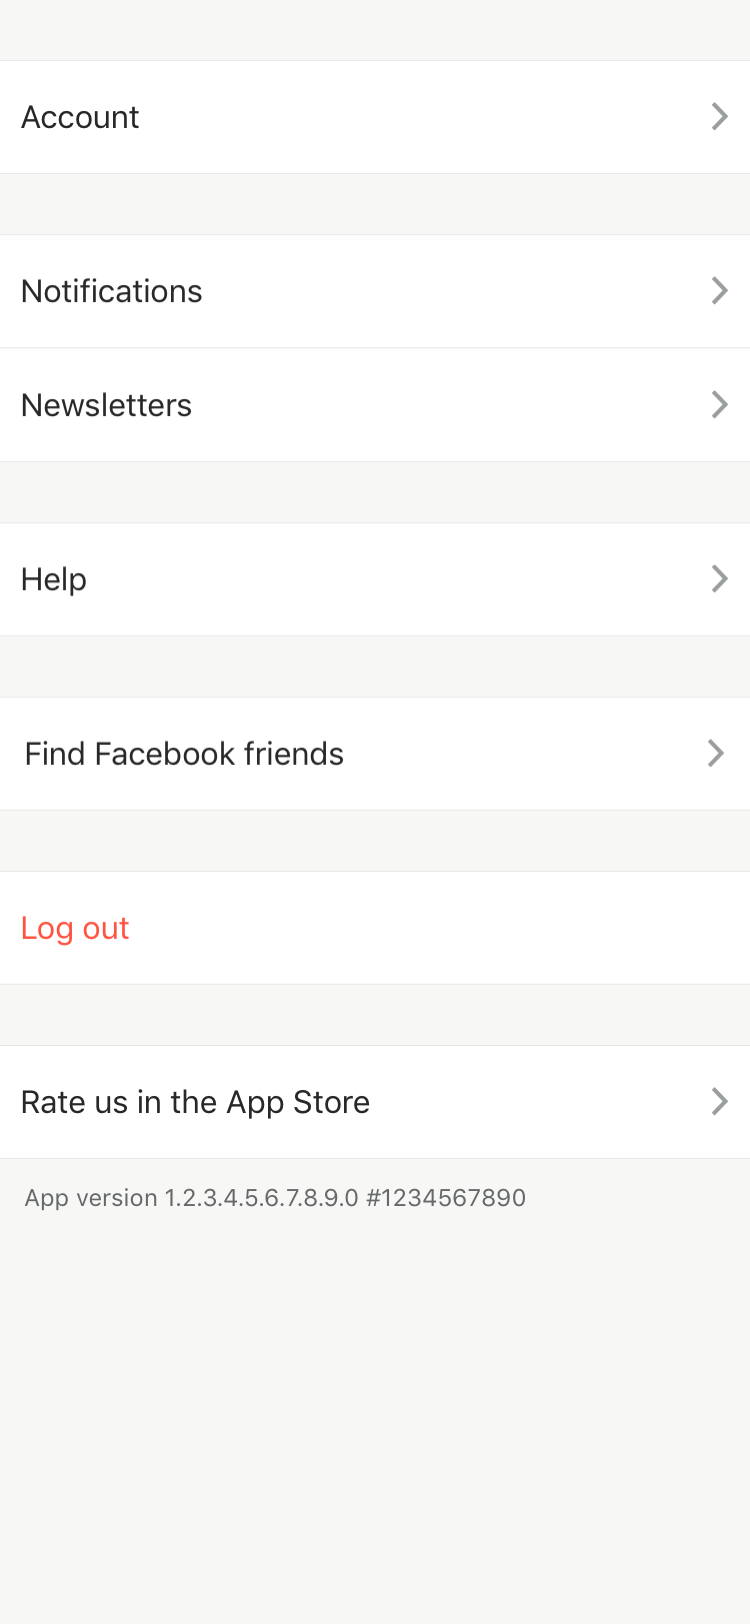 Account
Notifications
Newsletters
Help
Find Facebook friends
Log out
Rate us in the App Store
App version 1.2.3.4.5.6.7.8.9.0 #1234567890